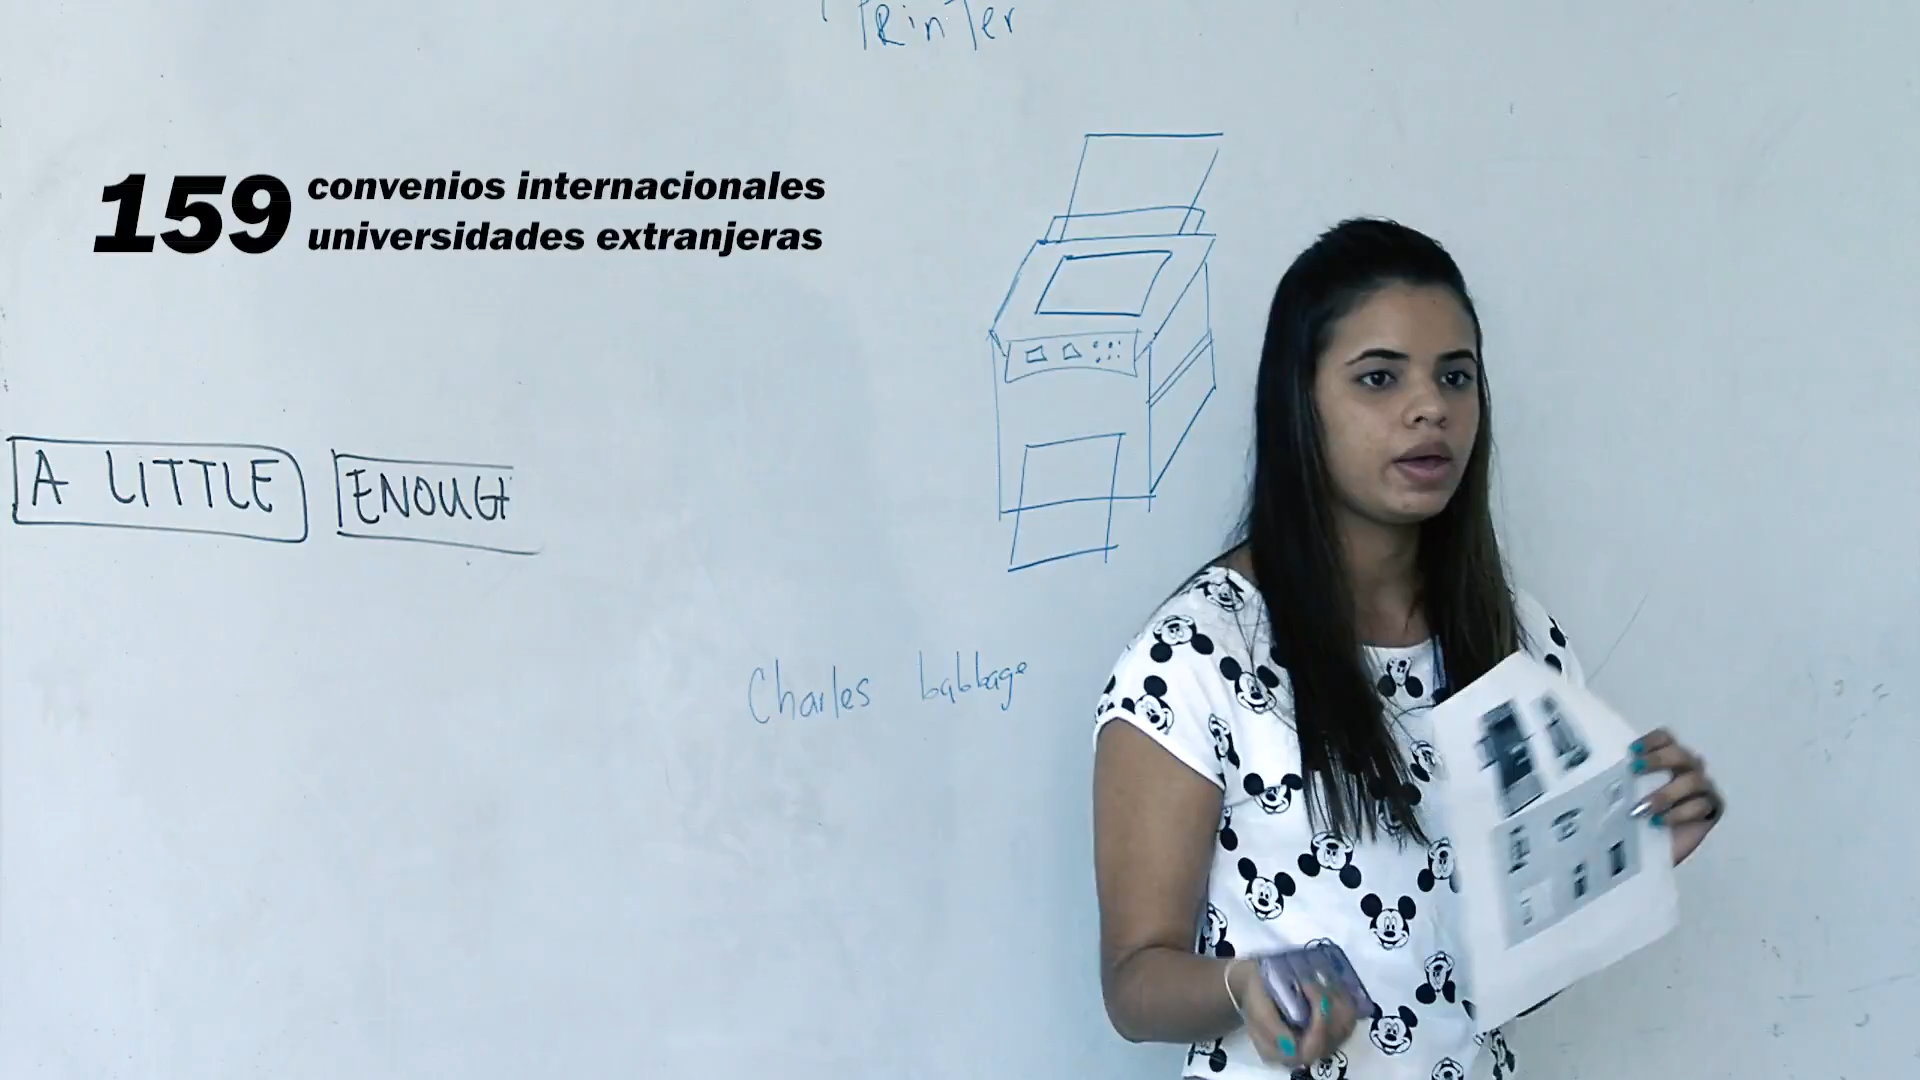 PRinTer
159 convenios internacionales
universidades extranjeras
A LITTLE ENOUGH
Charles babbage